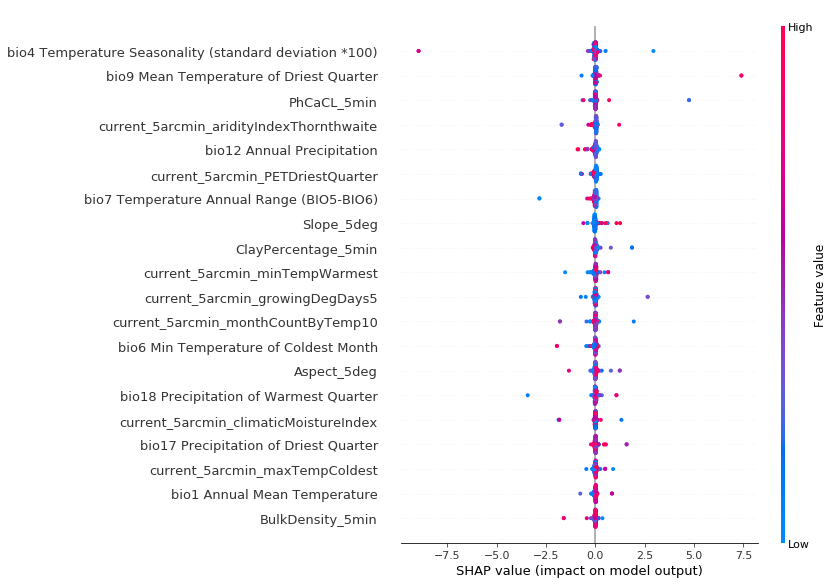 High
bio4 Temperature Seasonality (standard deviation *100)
bio9 Mean Temperature of Driest Quarter
PhCaCL_5min
current_5arcmin_aridityIndexThornthwaite
bio12 Annual Precipitation
current_5arcmin_PETDriestQuarter
bio7 Temperature Annual Range (BIO5-BIO6)
Slope_5deg
ClayPercentage_5min
current_5arcmin_minTempWarmest
current_5arcmin_growingDegDays5
current_5arcmin_monthCountByTemp10
bio6 Min Temperature of Coldest Month
Aspect_5deg
bio18 Precipitation of Warmest Quarter
current_5arcmin_climaticMoistureIndex
bio17 Precipitation of Driest Quarter
current_5arcmin_maxTempColdest
bio1 Annual Mean Temperature
BulkDensity_5min
Feature value
Low
−7.5 −5.0 −2.5 0.0 2.5 5.0 7.5
SHAP value (impact on model output)